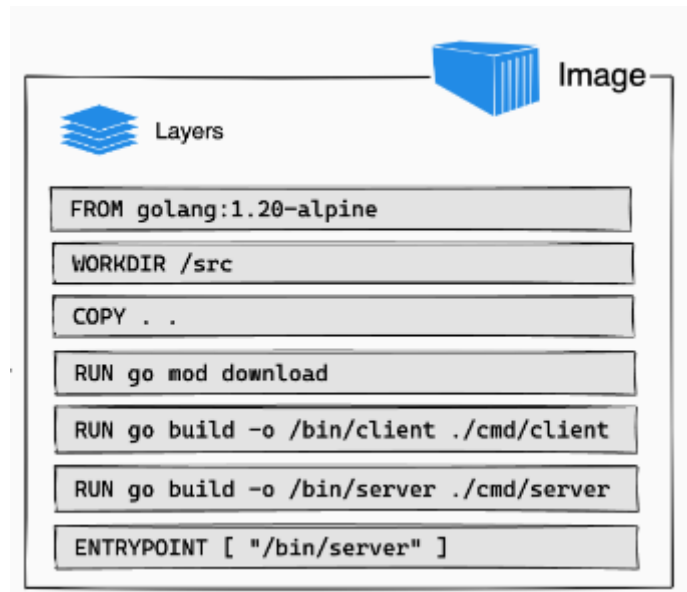 Image
Layers
FROM golang:1.20-alpine
WORKDIR /src
COPY . .
RUN go mod download
RUN go build -o /bin/client ./cmd/client
RUN go build -o /bin/server ./cmd/server
ENTRYPOINT [ "/bin/server" ]